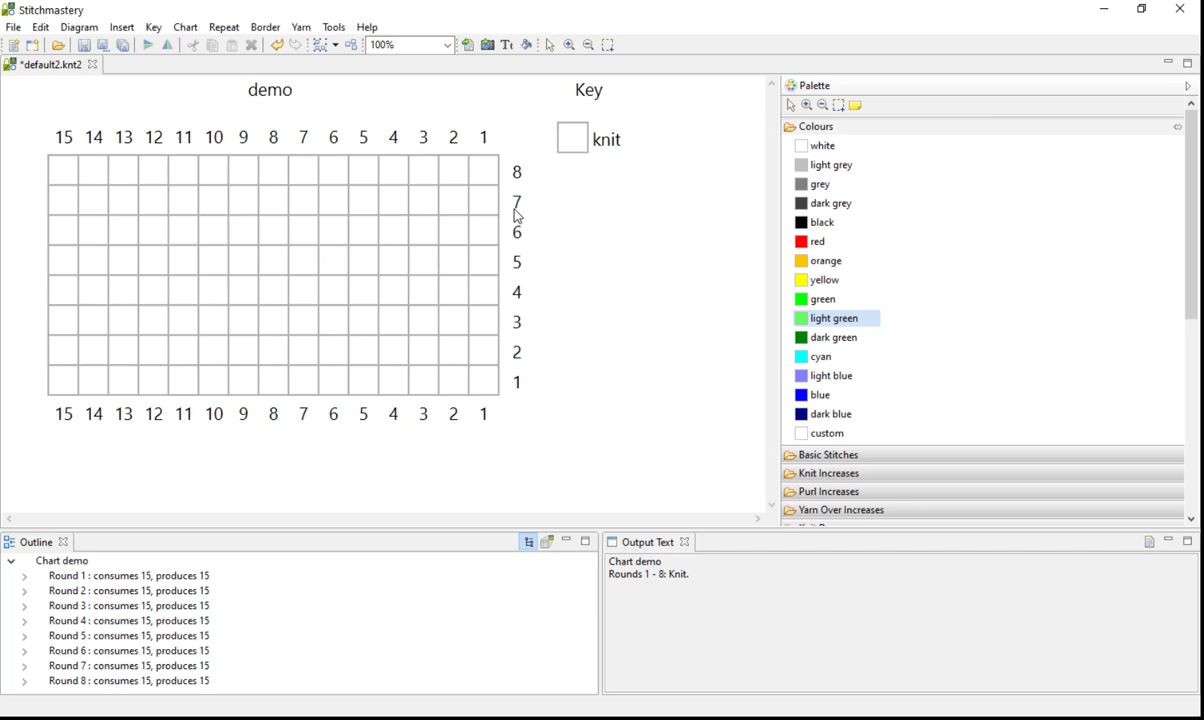 Stitchmastery
File Edit Diagram Insert Key Chart Repeat Border Yarn Tools Help
100%
Tt
*default2.knt2
demo
Key
15 14 13 12 11 10 9 8 7 6 5 4 3 2 1
knit
8
7
6
5
4
3
2
1
15 14 13 12 11 10 9 8 7 6 5 4 3 2 1
Palette
Colours
white
light grey
grey
dark grey
black
red
orange
yellow
green
light green
dark green
cyan
light blue
blue
dark blue
custom
Basic Stitches
Knit Increases
Purl Increases
Yarn Over Increases
Outline
Chart demo
Round 1 : consumes 15, produces 15
Round 2 : consumes 15, produces 15
Round 3 : consumes 15, produces 15
Round 4 : consumes 15, produces 15
Round 5 : consumes 15, produces 15
Round 6 : consumes 15, produces 15
Round 7 : consumes 15, produces 15
Round 8 : consumes 15, produces 15
Output Text
Chart demo
Rounds 1 - 8: Knit.